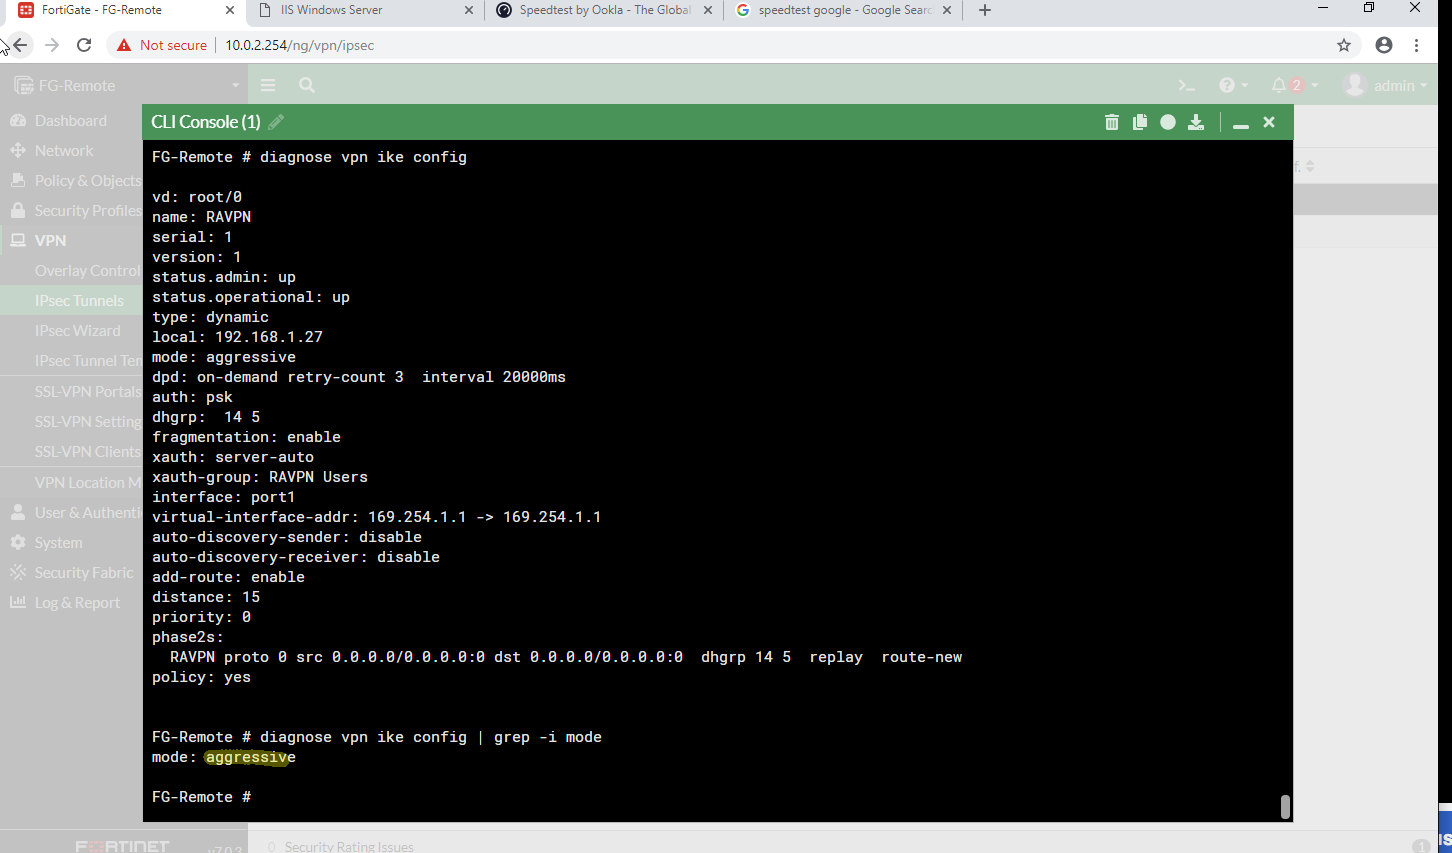 FortiGate - FG-Remote
IIS Windows Server
Speedtest by Ookla - The Global
speedtest google - Google Searc
Not secure
10.0.2.254/ng/vpn/ipsec
FG-Remote
2
admin
Dashboard
Network
Policy & Objects
Security Profiles
VPN
Overlay Control
IPsec Tunnels
IPsec Wizard
IPsec Tunnel Tem
SSL-VPN Portals
SSL-VPN Setting
SSL-VPN Clients
VPN Location M
User & Authenti
System
Security Fabric
Log & Report
FORTINET
v7.0.3
CLI Console (1)
FG-Remote # diagnose vpn ike config
vd: root/0
name: RAVPN
serial: 1
version: 1
status.admin: up
status.operational: up
type: dynamic
local: 192.168.1.27
mode: aggressive
dpd: on-demand retry-count 3  interval 20000ms
auth: psk
dhgrp:  14 5
fragmentation: enable
xauth: server-auto
xauth-group: RAVPN Users
interface: port1
virtual-interface-addr: 169.254.1.1 -> 169.254.1.1
auto-discovery-sender: disable
auto-discovery-receiver: disable
add-route: enable
distance: 15
priority: 0
phase2s:
RAVPN proto 0 src 0.0.0.0/0.0.0.0:0 dst 0.0.0.0/0.0.0.0:0  dhgrp 14 5  replay  route-new
policy: yes
FG-Remote # diagnose vpn ike config | grep -i mode
mode: aggressive
FG-Remote #
f.
0 Security Rating Issues
1